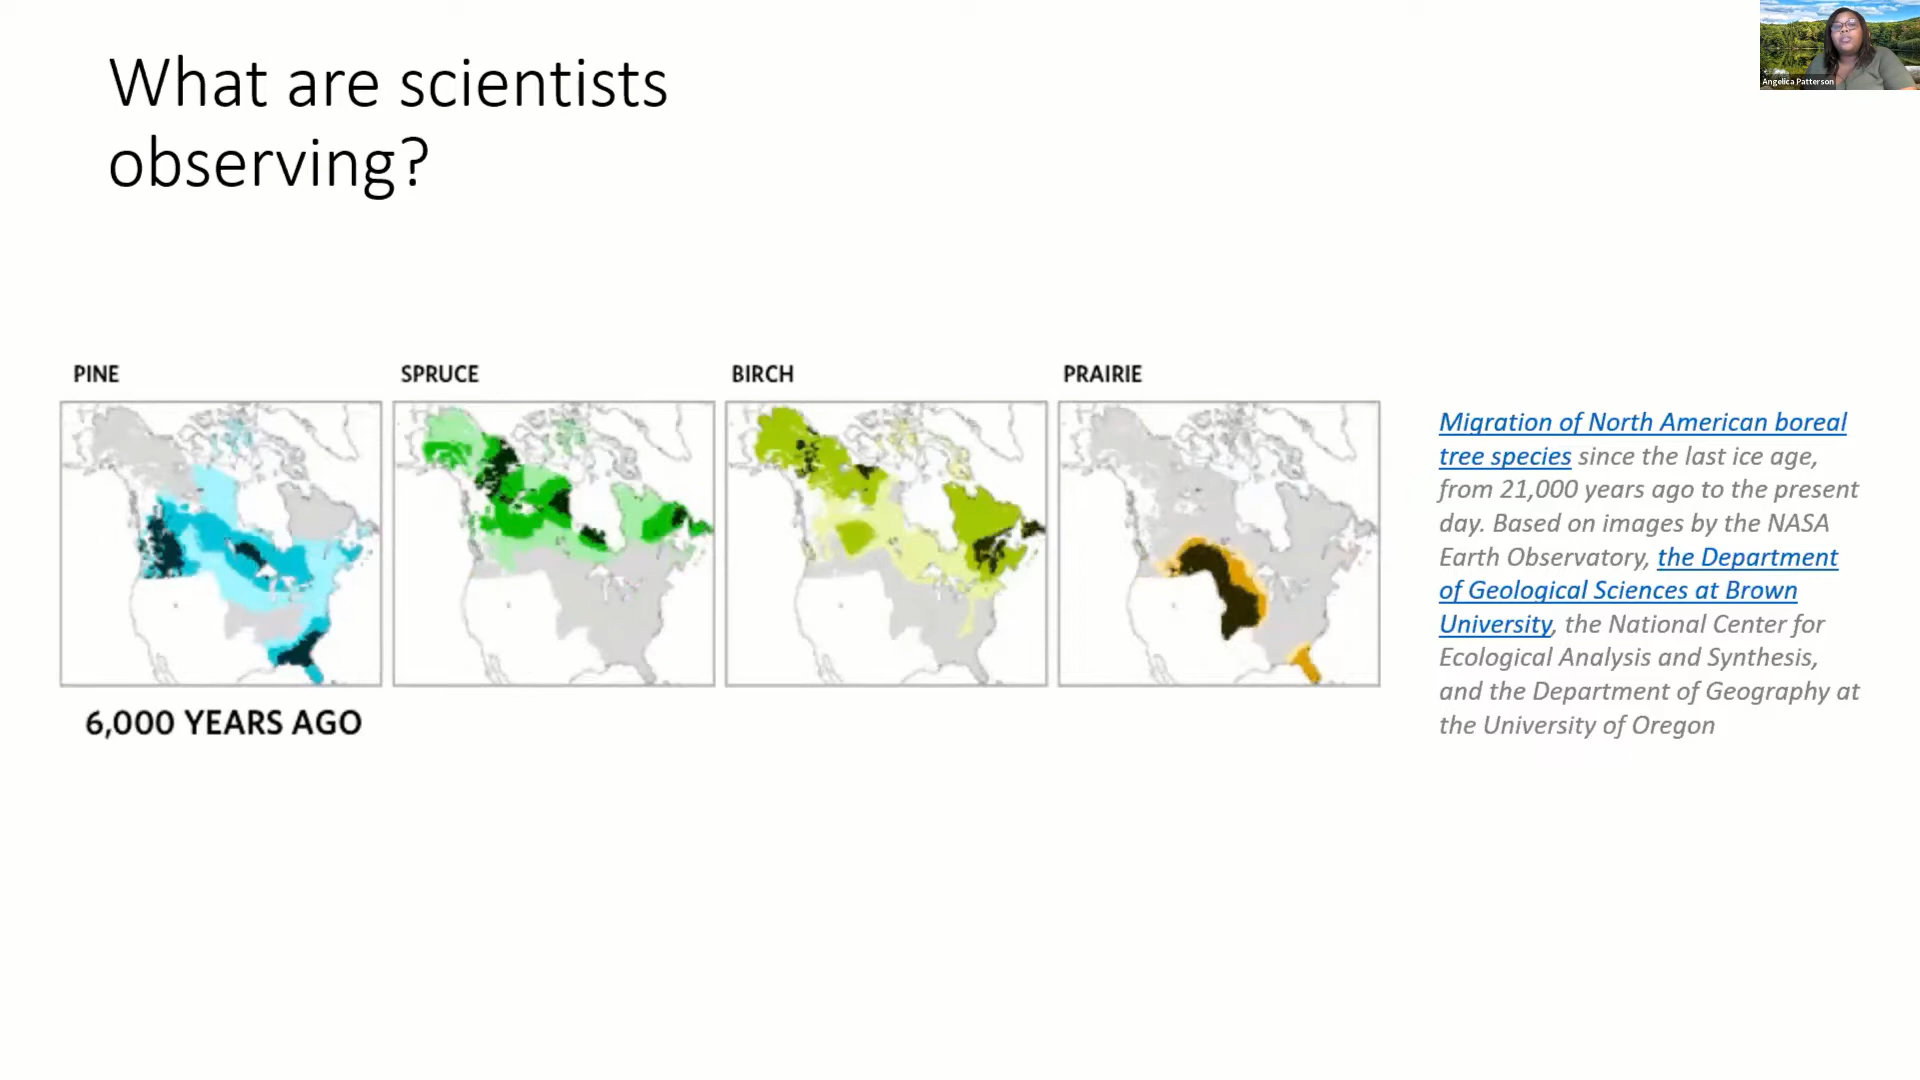 What are scientists
observing?
Angelica Patterson
PINE
SPRUCE
BIRCH
PRAIRIE
6,000 YEARS AGO
Migration of North American boreal
tree species since the last ice age,
from 21,000 years ago to the present
day. Based on images by the NASA
Earth Observatory, the Department
of Geological Sciences at Brown
University, the National Center for
Ecological Analysis and Synthesis,
and the Department of Geography at
the University of Oregon